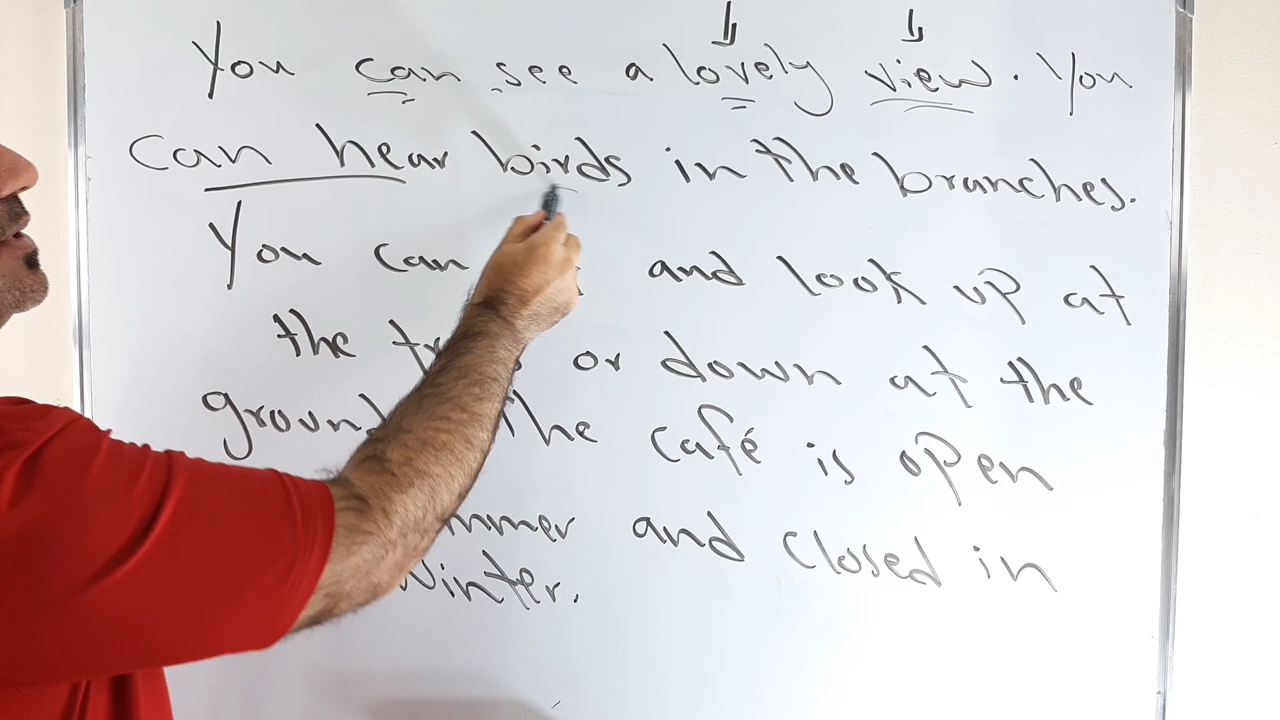 You can see a lovely view. You
can hear birds in the branches.
You can and look up at
the or down at the
ground The café is open
and closed in
Winter.